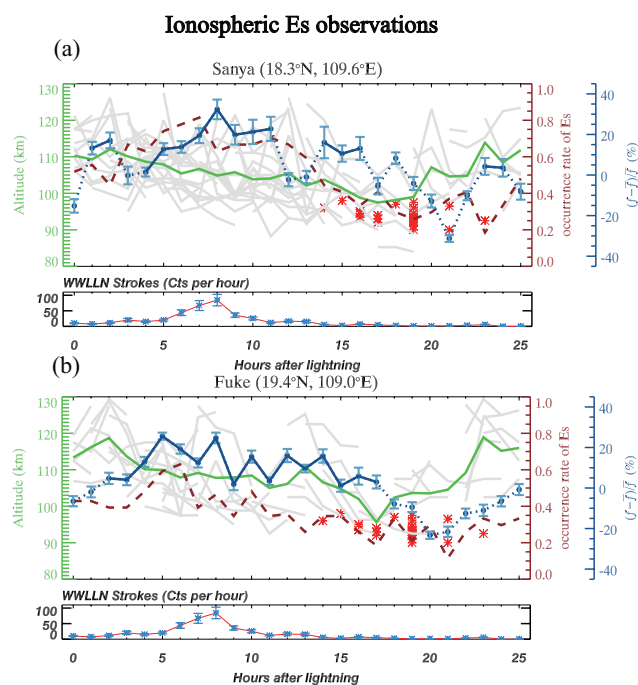 Ionospheric Es observations
(a)
Sanya (18.3°N, 109.6°E)
130
120
110
100
90
80
Altitude (km)
1.0
0.8
0.6
0.4
0.2
0.0
occurrence rate of Es
40
20
0
-20
-40
(f-f̄)/f̄ (%)
WWLLN Strokes (Cts per hour)
100
50
0
0 5 10 15 20 25
Hours after lightning
(b)
Fuke (19.4°N, 109.0°E)
130
120
110
100
90
80
Altitude (km)
1.0
0.8
0.6
0.4
0.2
0.0
occurrence rate of Es
40
20
0
-20
-40
(f-f̄)/f̄ (%)
WWLLN Strokes (Cts per hour)
100
50
0
0 5 10 15 20 25
Hours after lightning